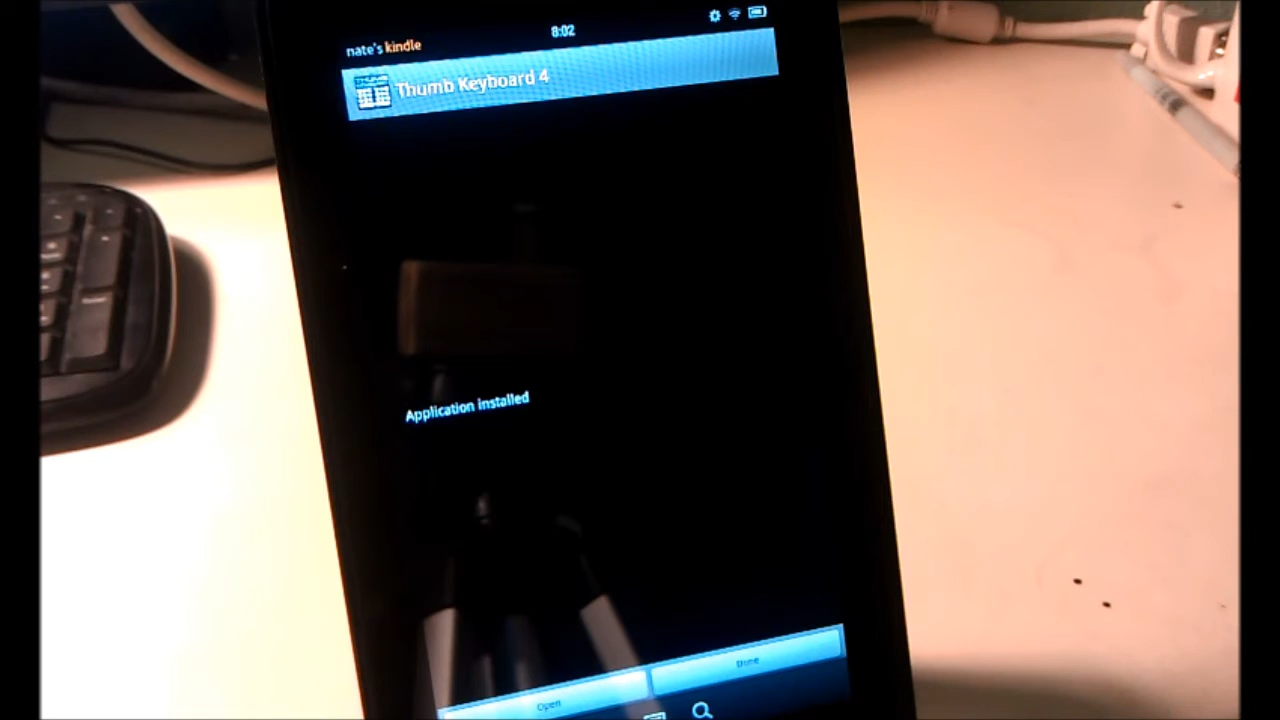 nate's kindle 8:02
Thumb Keyboard 4
Application installed
Open Done